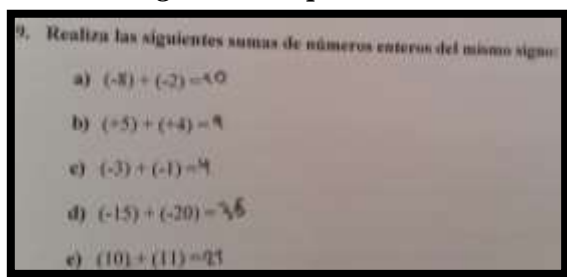 9. Realiza las siguientes sumas de números enteros del mismo signo:
a) (-8) + (-2) = 10
b) (+5) + (+4) = 9
c) (-3) + (-1) = 4
d) (-15) + (-20) = 35
e) (10) + (11) = 21